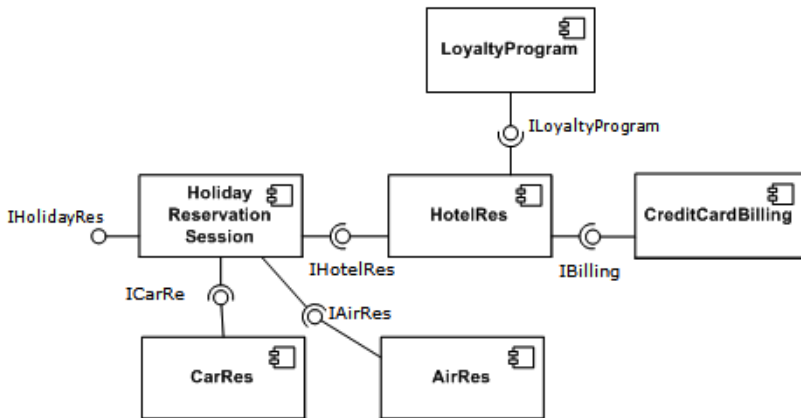 LoyaltyProgram
ILoyaltyProgram
Holiday
Reservation
Session
HotelRes
CreditCardBilling
IHolidayRes
IHotelRes
IBilling
ICarRe
IAirRes
CarRes
AirRes